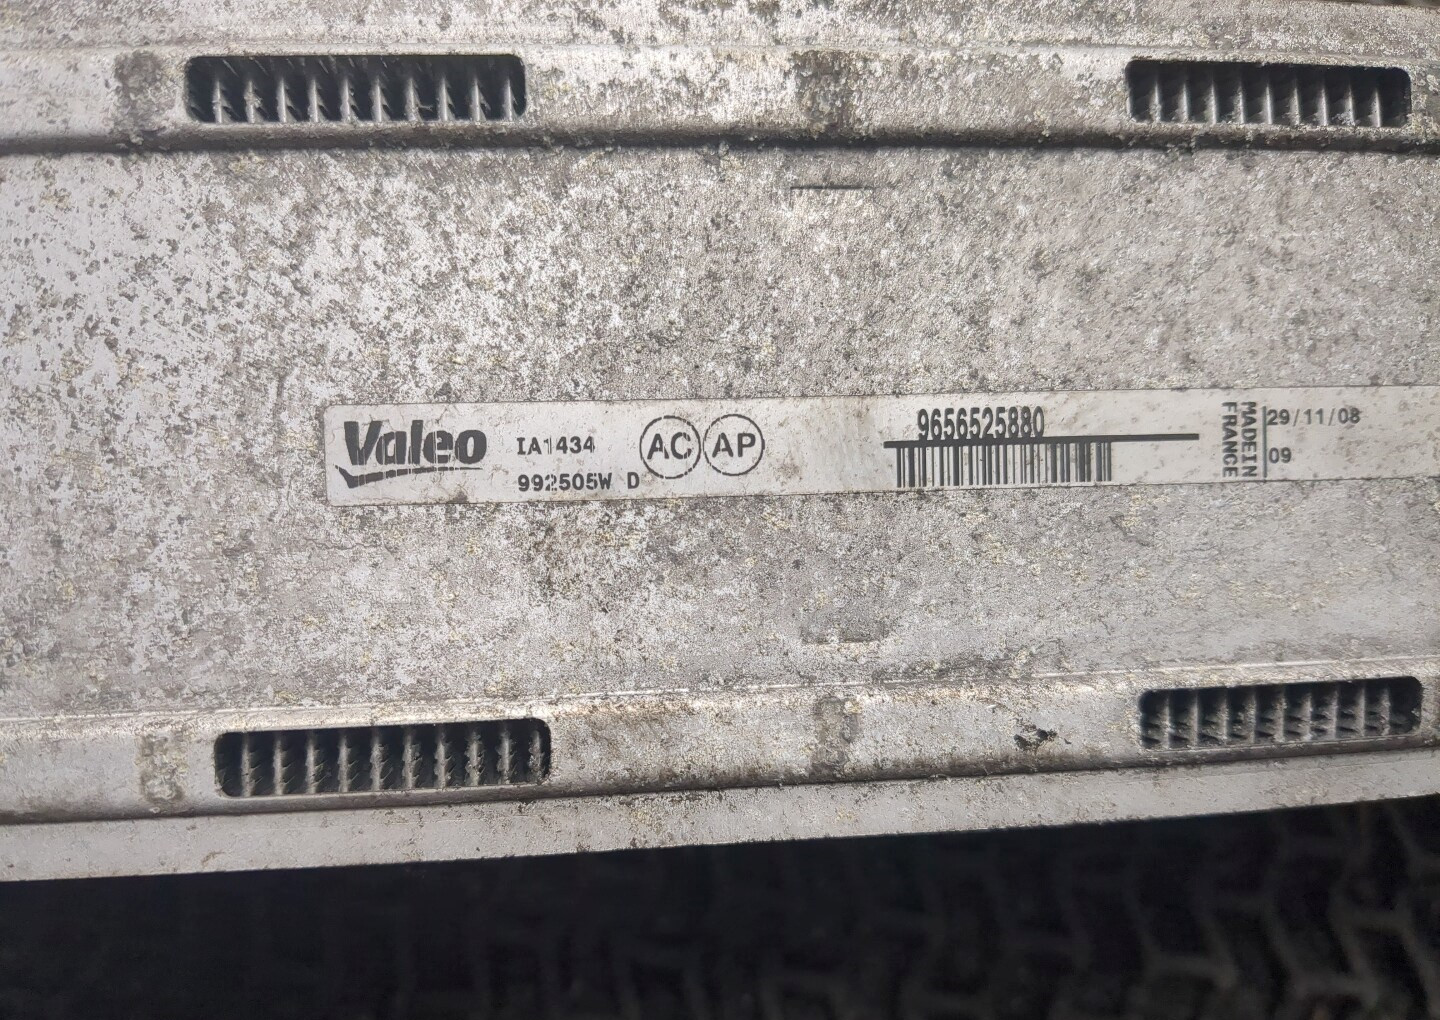 Valeo
IA1434
992505W D
AC AP
9656525880
MADE IN
FRANCE
29/11/08
09